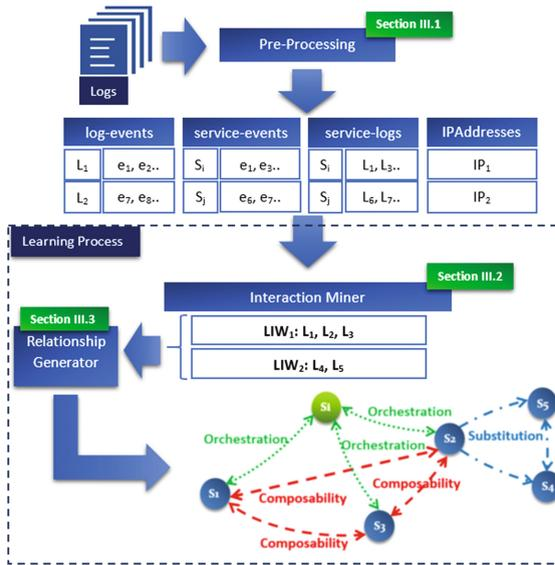 Section III.1
Pre-Processing
Logs
log-events service-events service-logs IPAddresses
L₁ e₁, e₂.. Sᵢ e₁, e₃.. Sᵢ L₁, L₃.. IP₁
L₂ e₇, e₈.. Sⱼ e₆, e₇.. Sⱼ L₆, L₇.. IP₂
Learning Process
Section III.2
Interaction Miner
Section III.3
Relationship
Generator
LIW₁: L₁, L₂, L₃
LIW₂: L₄, L₅
S5
Orchestration
S2
Substitution
Orchestration
Orchestration
S4
S1
Composability
Composability
S3
Composability